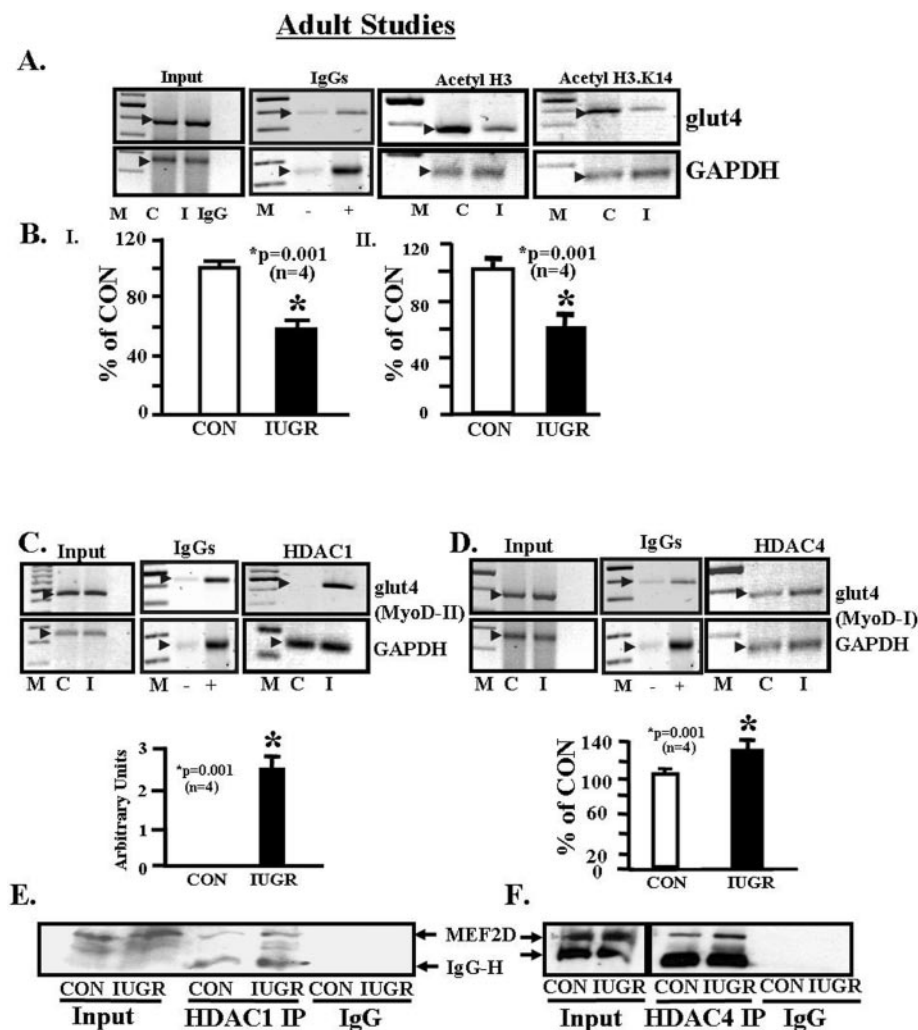 Adult Studies
A.
Input IgGs Acetyl H3 Acetyl H3.K14
glut4
GAPDH
M C I IgG M - + M C I M C I
B. I. II.
120
80
40
0
% of CON
*p=0.001
(n=4)
*
CON IUGR
120
100
80
60
40
20
0
% of CON
*p=0.001
(n=4)
*
CON IUGR
C.
Input IgGs HDAC1
glut4
(MyoD-II)
GAPDH
M C I M - + M C I
D.
Input IgGs HDAC4
glut4
(MyoD-I)
GAPDH
M C I M - + M C I
3
2
1
0
Arbitrary Units
*p=0.001
(n=4)
*
CON IUGR
140
100
60
20
0
% of CON
*p=0.001
(n=4)
*
CON IUGR
E.
MEF2D
IgG-H
CON IUGR CON IUGR CON IUGR
Input HDAC1 IP IgG
F.
CON IUGR CON IUGR CON IUGR
Input HDAC4 IP IgG